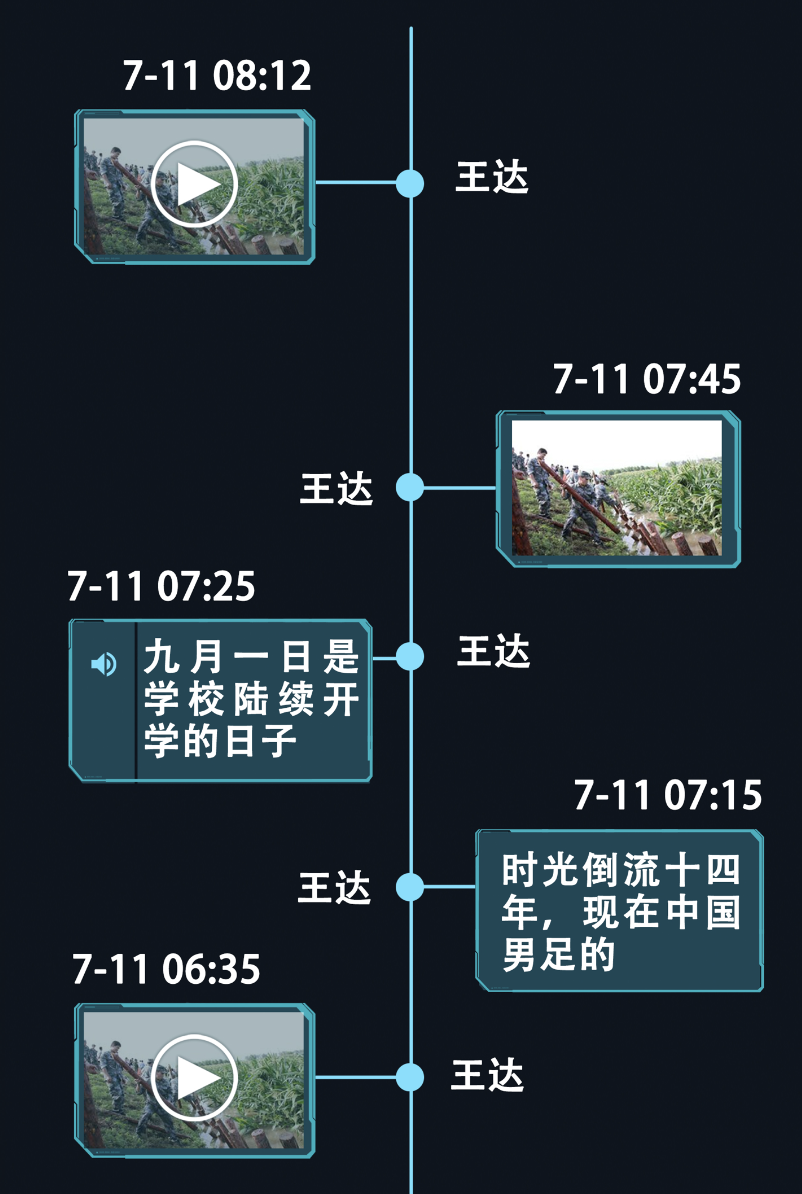 7-11 08:12
王达
7-11 07:45
王达
7-11 07:25
九月一日是
学校陆续开
学的日子
王达
7-11 07:15
王达
时光倒流十四
年，现在中国
男足的
7-11 06:35
王达